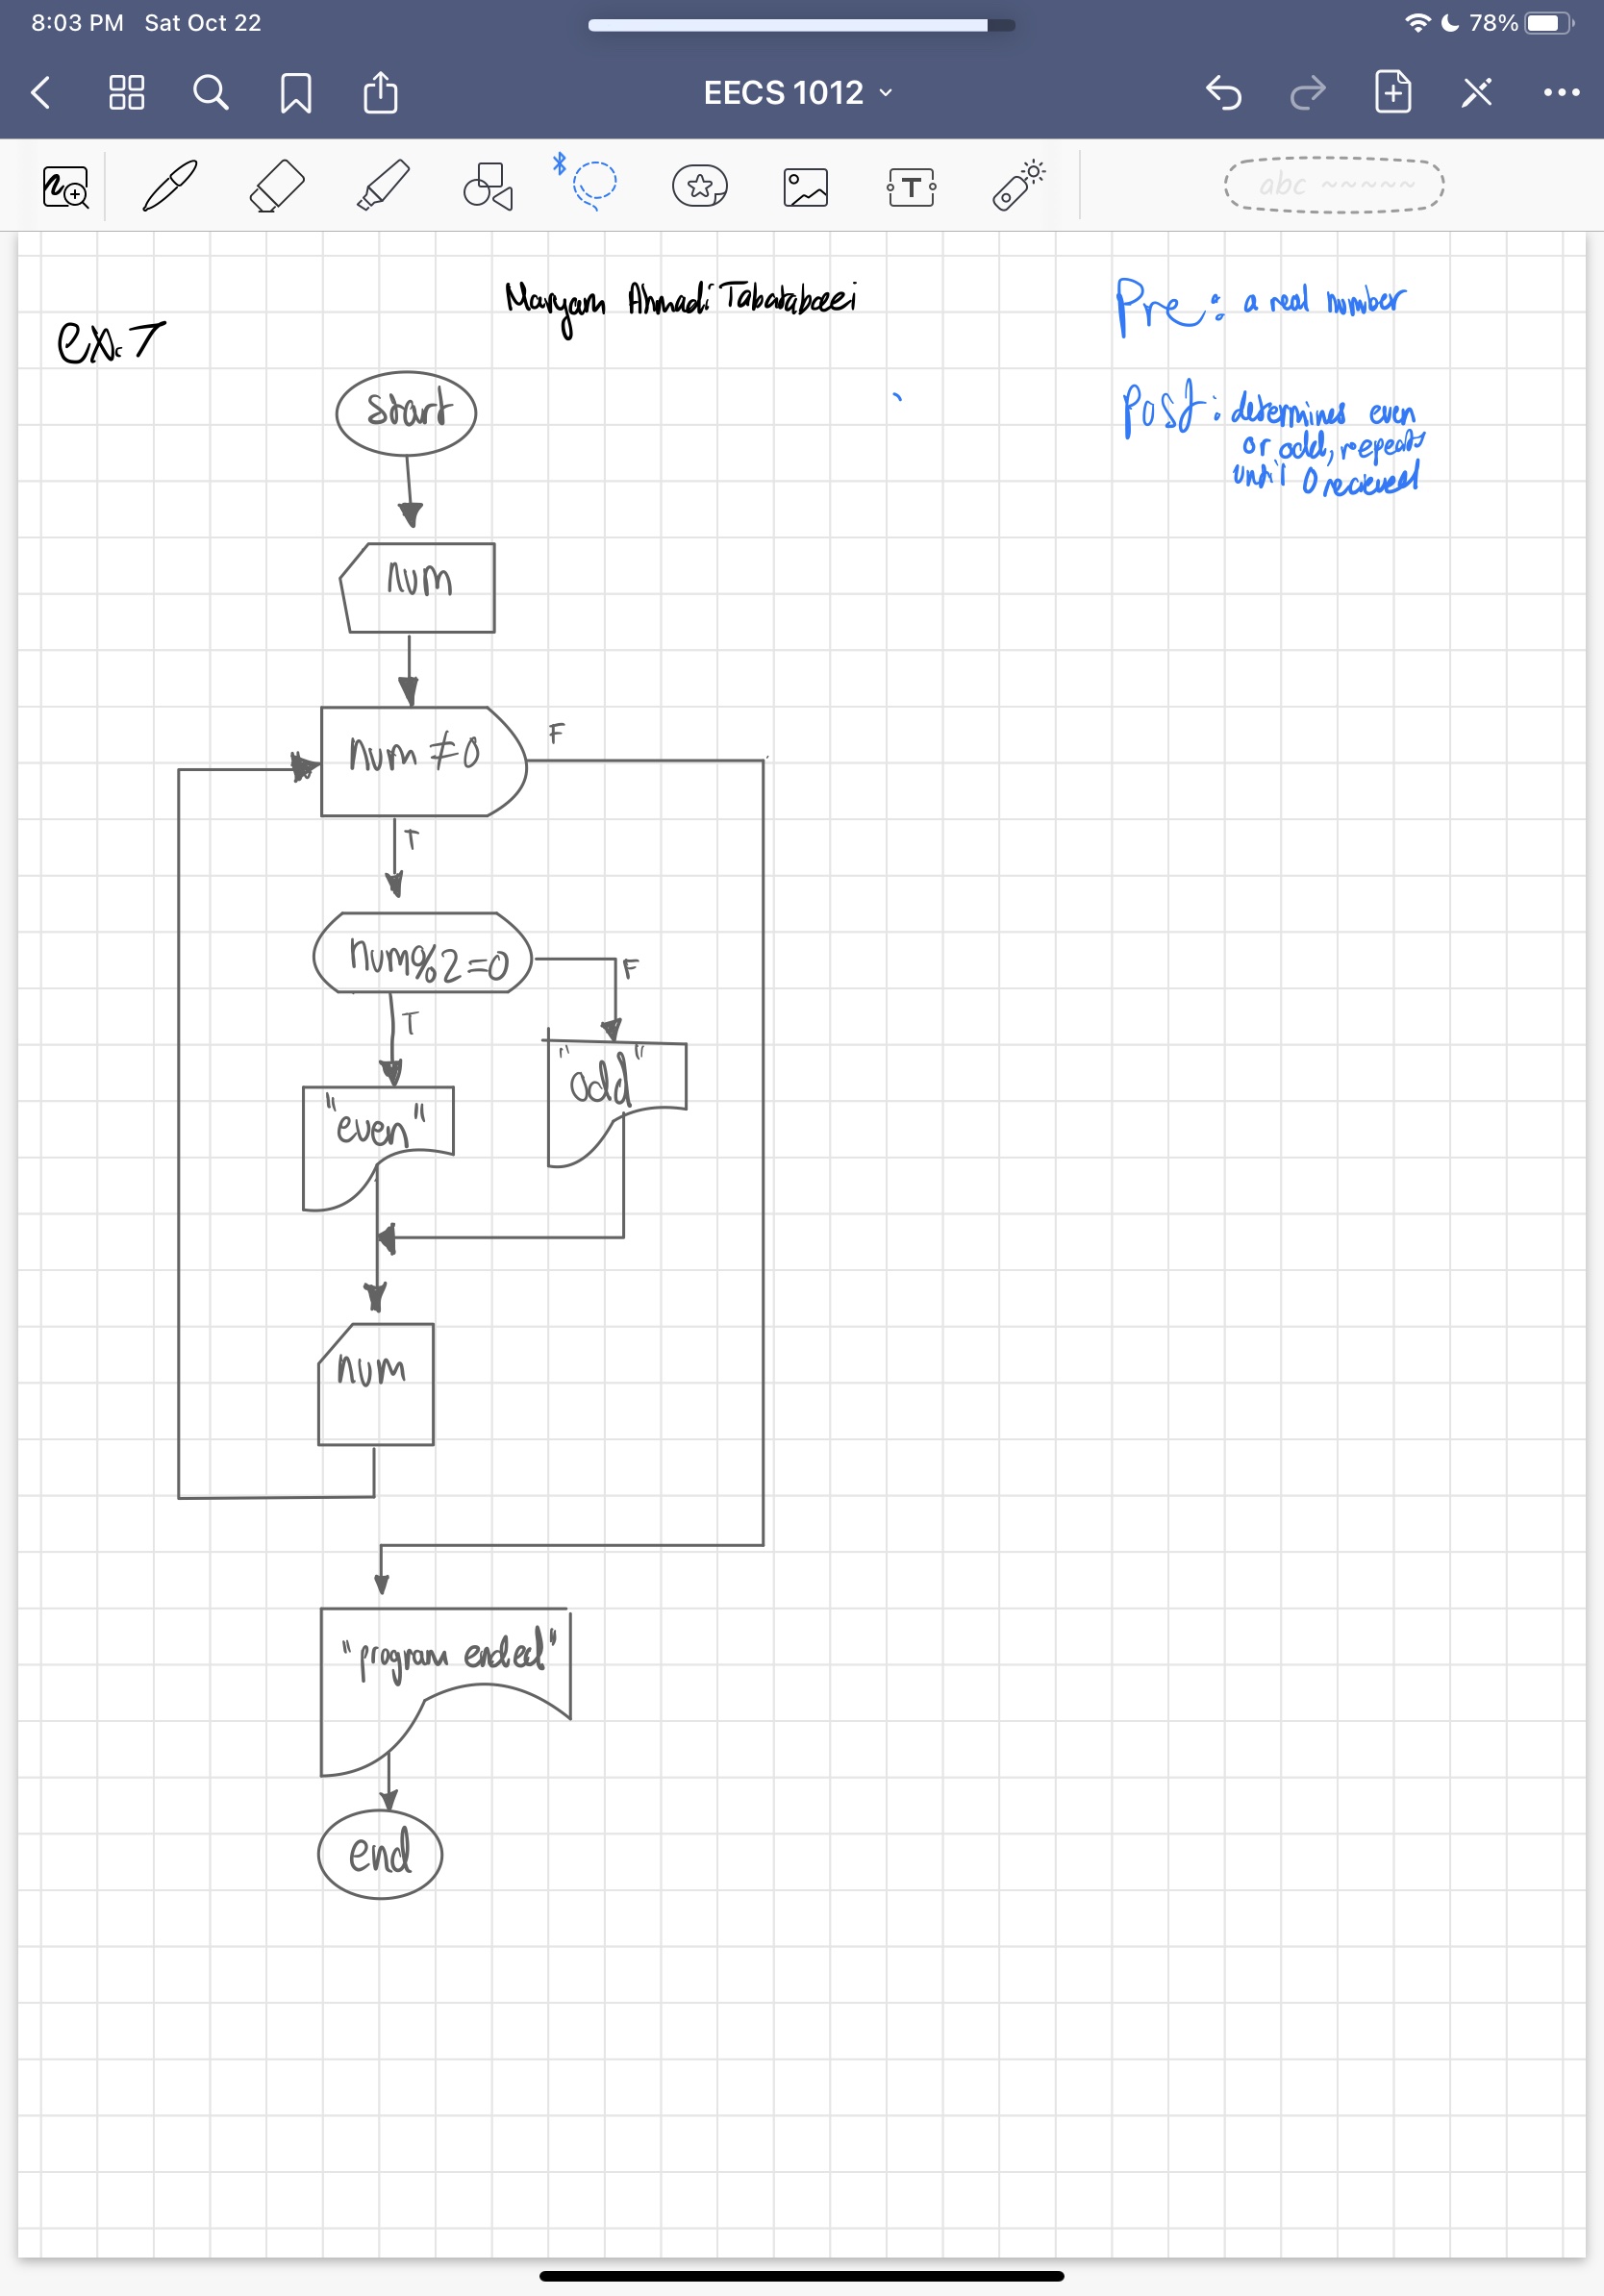 8:03 PM Sat Oct 22
78%
EECS 1012
T
abc ~~~~~
Maryam Ahmadi Tabatabaei
Pre: a real number
ex.7
Post: determines even
or odd, repeats
until 0 recieved
start
num
num ≠ 0
F
T
num%2=0
F
T
"odd"
"even"
num
"program ended"
end